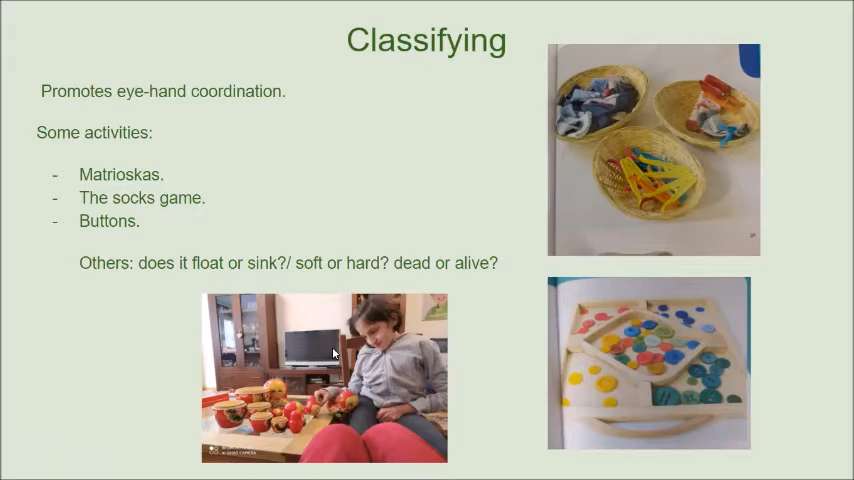 Classifying
Promotes eye-hand coordination.
Some activities:
- Matrioskas.
- The socks game.
- Buttons.
Others: does it float or sink?/ soft or hard? dead or alive?